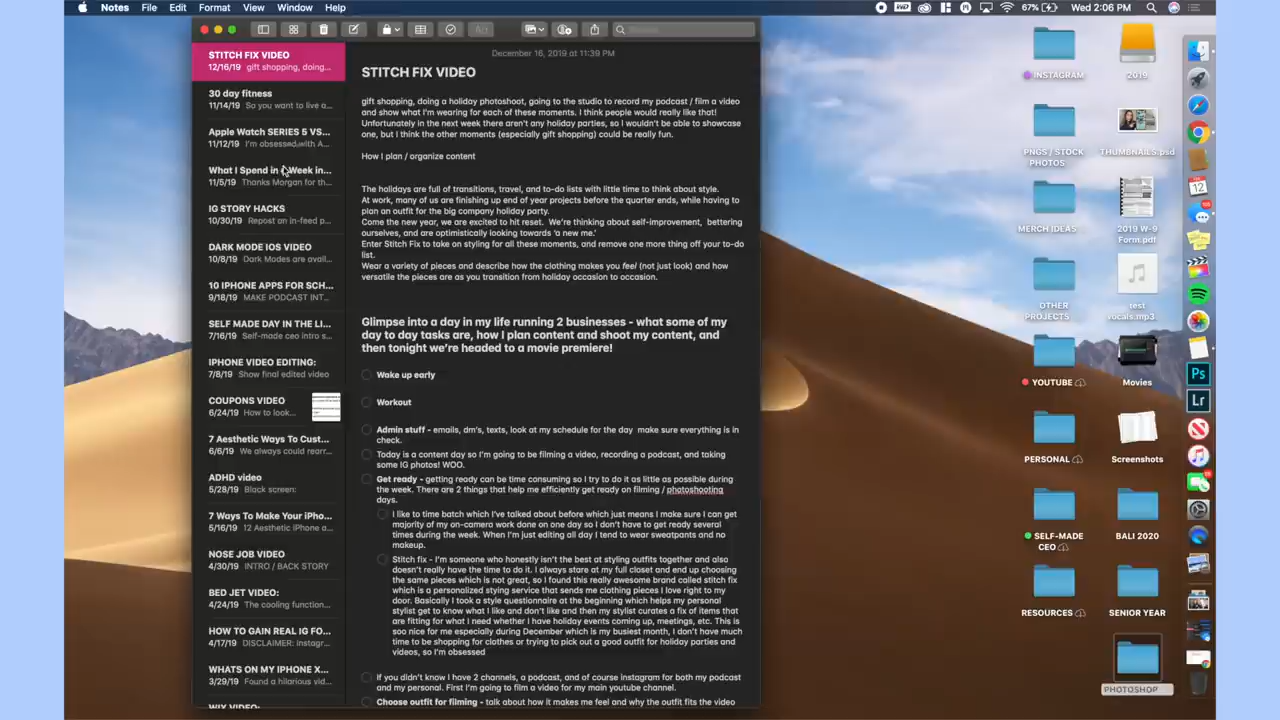 Notes File Edit Format View Window Help
67% Wed 2:06 PM
STITCH FIX VIDEO
12/16/19 gift shopping, doing...
30 day fitness
11/14/19 So you want to live a...
Apple Watch SERIES 5 VS...
11/12/19 I'm obsessed with A...
What I Spend in a Week in...
11/5/19 Thanks Morgan for th...
IG STORY HACKS
10/30/19 Repost an in-feed p...
DARK MODE IOS VIDEO
10/8/19 Dark Modes are avail...
10 IPHONE APPS FOR SCH...
9/18/19 MAKE PODCAST INT...
SELF MADE DAY IN THE LI...
7/16/19 Self-made ceo intro s...
IPHONE VIDEO EDITING:
7/8/19 Show final edited video
COUPONS VIDEO
6/24/19 How to look...
7 Aesthetic Ways To Cust...
6/6/19 We always could rearr...
ADHD video
5/28/19 Black screen:
7 Ways To Make Your iPho...
5/16/19 12 Aesthetic iPhone a...
NOSE JOB VIDEO
4/30/19 INTRO / BACK STORY
BED JET VIDEO:
4/24/19 The cooling function...
HOW TO GAIN REAL IG FO...
4/17/19 DISCLAIMER: Instagr...
WHATS ON MY IPHONE X...
3/29/19 Found a hilarious vid...
WIX VIDEO:
Search
December 16, 2019 at 11:39 PM
STITCH FIX VIDEO
gift shopping, doing a holiday photoshoot, going to the studio to record my podcast / film a video
and show what I'm wearing for each of these moments. I think people would really like that!
Unfortunately in the next week there aren't any holiday parties, so I wouldn't be able to showcase
one, but I think the other moments (especially gift shopping) could be really fun.
How I plan / organize content
The holidays are full of transitions, travel, and to-do lists with little time to think about style.
At work, many of us are finishing up end of year projects before the quarter ends, while having to
plan an outfit for the big company holiday party.
Come the new year, we are excited to hit reset. We're thinking about self-improvement, bettering
ourselves, and are optimistically looking towards 'a new me.'
Enter Stitch Fix to take on styling for all these moments, and remove one more thing off your to-do
list.
Wear a variety of pieces and describe how the clothing makes you feel (not just look) and how
versatile the pieces are as you transition from holiday occasion to occasion.
Glimpse into a day in my life running 2 businesses - what some of my
day to day tasks are, how I plan content and shoot my content, and
then tonight we're headed to a movie premiere!
Wake up early
Workout
Admin stuff - emails, dm's, texts, look at my schedule for the day make sure everything is in
check.
Today is a content day so I'm going to be filming a video, recording a podcast, and taking
some IG photos! WOO.
Get ready - getting ready can be time consuming so I try to do it as little as possible during
the week. There are 2 things that help me efficiently get ready on filming / photoshooting
days.
I like to time batch which I've talked about before which just means I make sure I can get
majority of my on-camera work done on one day so I don't have to get ready several
times during the week. When I'm just editing all day I tend to wear sweatpants and no
makeup.
Stitch fix - I'm someone who honestly isn't the best at styling outfits together and also
doesn't really have the time to do it. I always stare at my full closet and end up choosing
the same pieces which is not great, so I found this really awesome brand called stitch fix
which is a personalized stying service that sends me clothing pieces I love right to my
door. Basically I took a style questionnaire at the beginning which helps my personal
stylist get to know what I like and don't like and then my stylist curates a fix of items that
are fitting for what I need whether I have holiday events coming up, meetings, etc. This is
soo nice for me especially during December which is my busiest month, I don't have much
time to be shopping for clothes or trying to pick out a good outfit for holiday parties and
videos, so I'm obsessed
If you didn't know I have 2 channels, a podcast, and of course instagram for both my podcast
and my personal. First I'm going to film a video for my main youtube channel.
Choose outfit for filming - talk about how it makes me feel and why the outfit fits the video
INSTAGRAM
2019
PNGS / STOCK
PHOTOS
THUMBNAILS.psd
MERCH IDEAS
2019 W-9
Form.pdf
OTHER
PROJECTS
test
vocals.mp3
YOUTUBE
Movies
PERSONAL
Screenshots
SELF-MADE
CEO
BALI 2020
RESOURCES
SENIOR YEAR
PHOTOSHOP
12
Ps
Lr